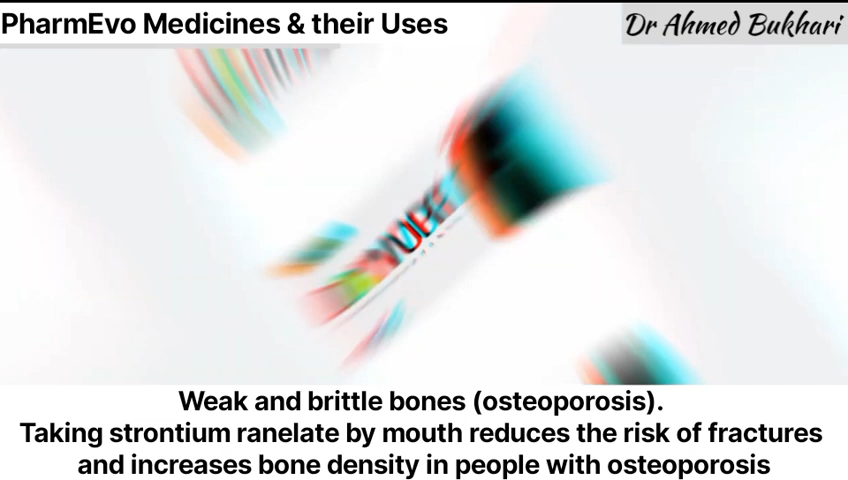 PharmEvo Medicines & their Uses
Dr Ahmed Bukhari
Weak and brittle bones (osteoporosis).
Taking strontium ranelate by mouth reduces the risk of fractures
and increases bone density in people with osteoporosis